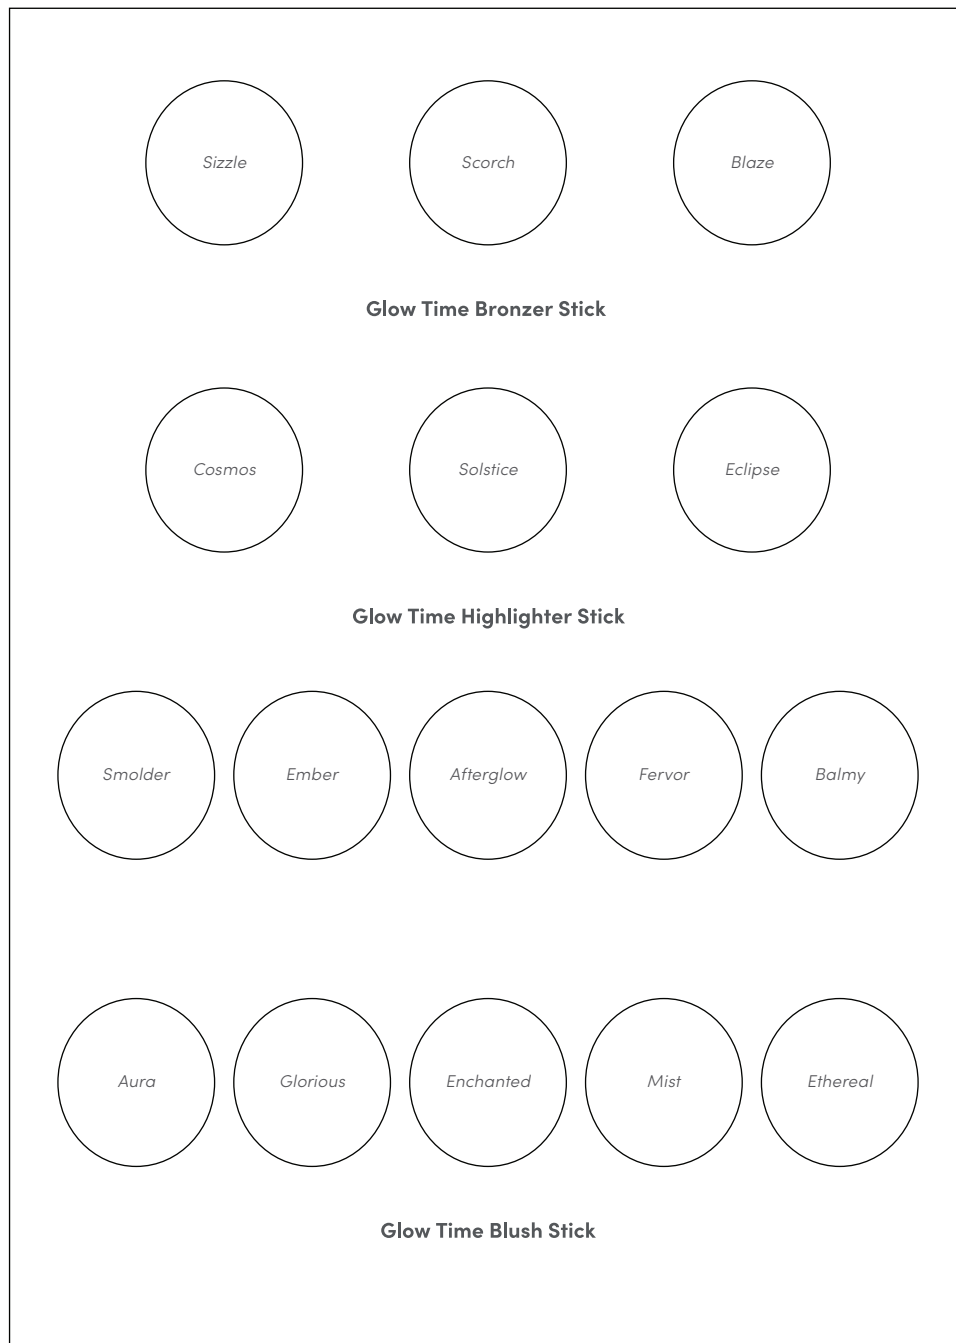 Sizzle Scorch Blaze
Glow Time Bronzer Stick
Cosmos Solstice Eclipse
Glow Time Highlighter Stick
Smolder Ember Afterglow Fervor Balmy
Aura Glorious Enchanted Mist Ethereal
Glow Time Blush Stick